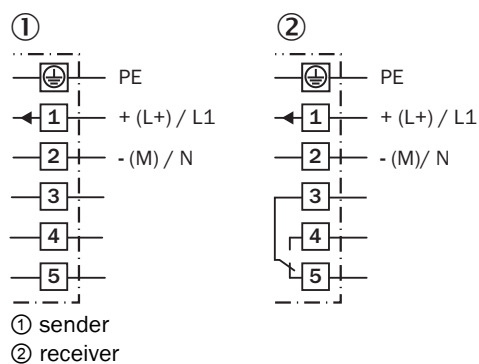 ① ②
PE PE
1 + (L+) / L1 1 + (L+) / L1
2 - (M) / N 2 - (M)/ N
3 3
4 4
5 5
① sender
② receiver